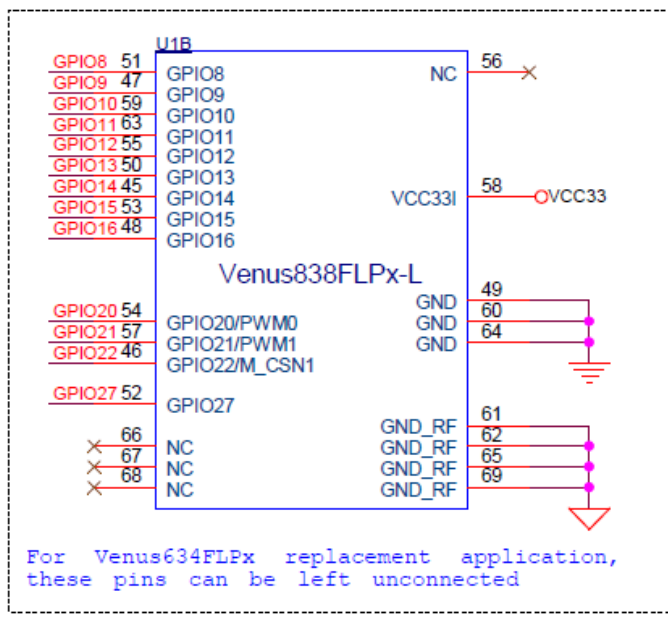 U1B
GPIO8 51 GPIO8 NC 56
GPIO9 47 GPIO9
GPIO10 59 GPIO10
GPIO11 63 GPIO11
GPIO12 55 GPIO12
GPIO13 50 GPIO13
GPIO14 45 GPIO14 VCC33I 58 VCC33
GPIO15 53 GPIO15
GPIO16 48 GPIO16
Venus838FLPx-L
GND 49
GPIO20 54 GPIO20/PWM0 GND 60
GPIO21 57 GPIO21/PWM1 GND 64
GPIO22 46 GPIO22/M_CSN1
GPIO27 52 GPIO27
GND_RF 61
66 NC GND_RF 62
67 NC GND_RF 65
68 NC GND_RF 69
For Venus634FLPx replacement application,
these pins can be left unconnected